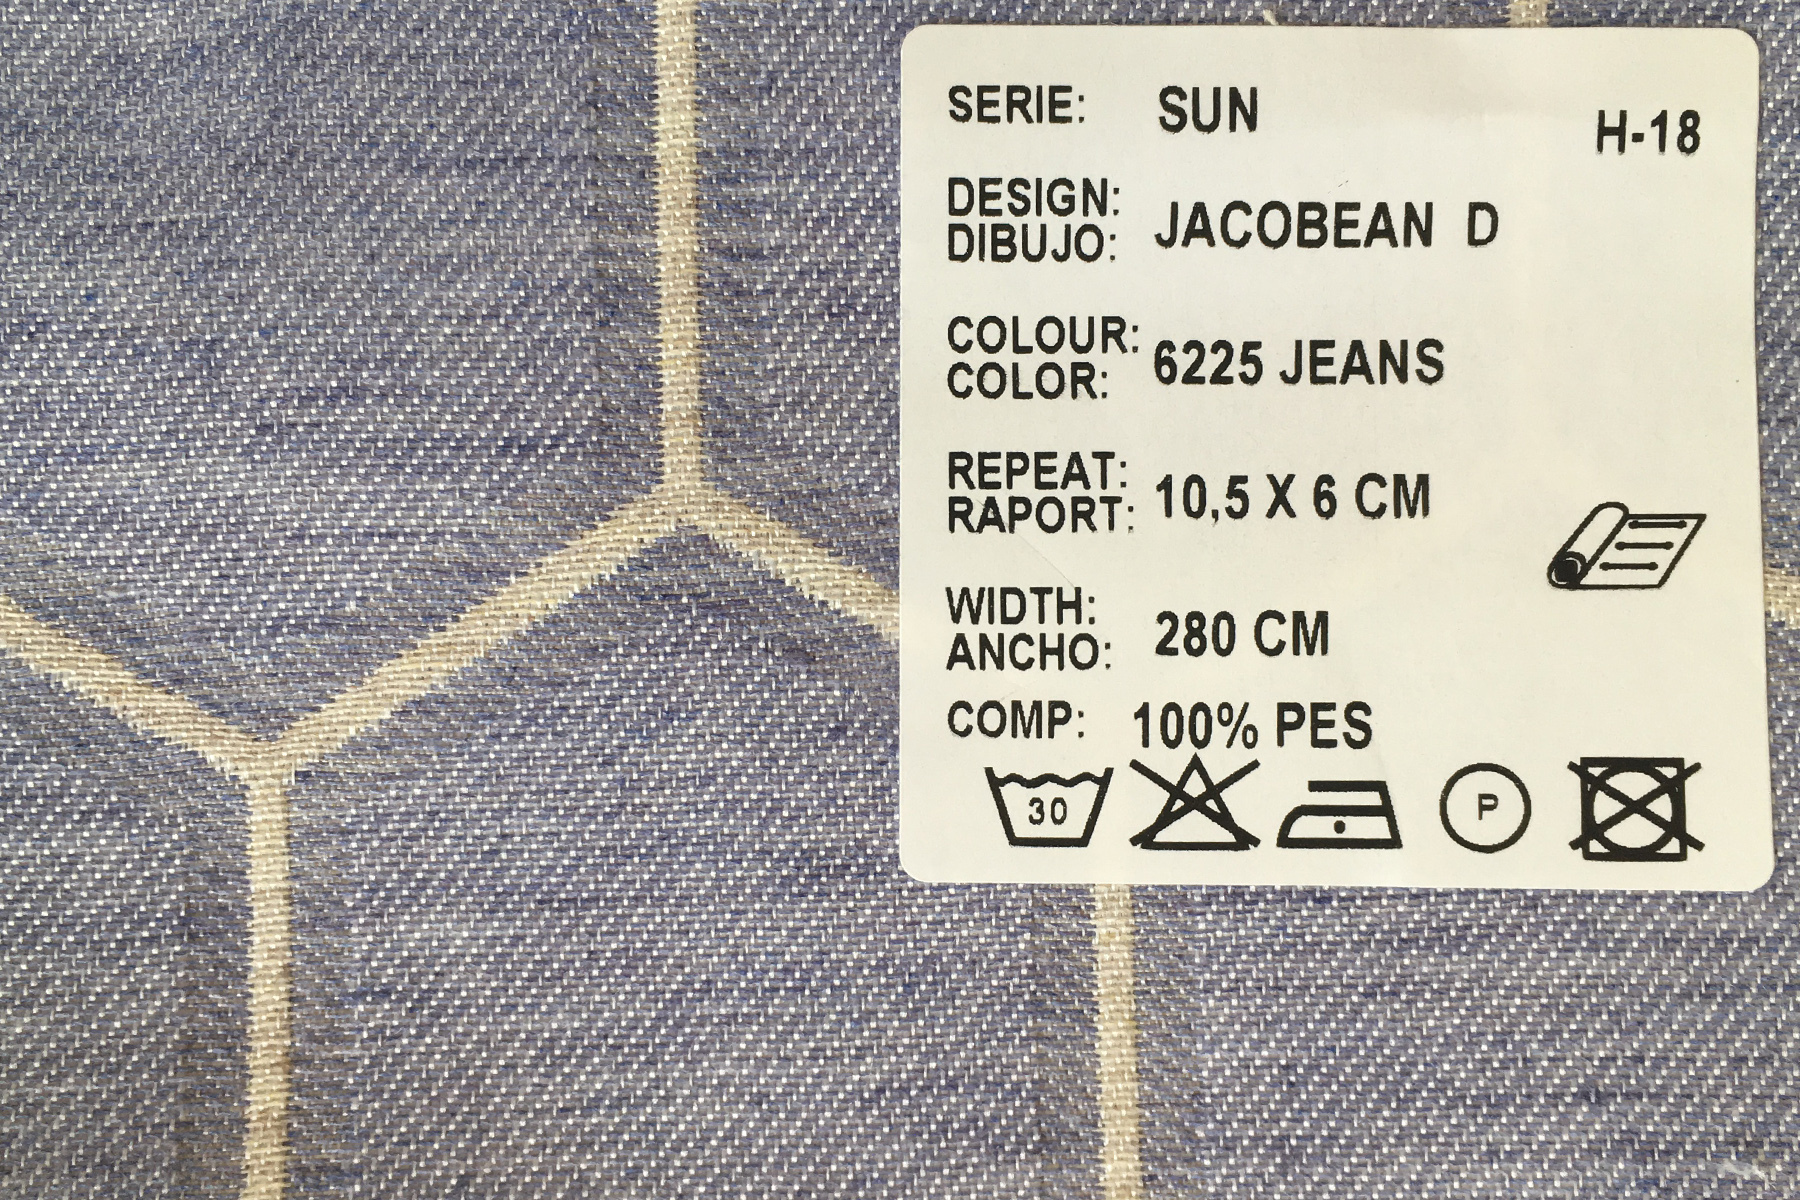 SERIE: SUN
H-18
DESIGN:
DIBUJO: JACOBEAN D
COLOUR:
COLOR: 6225 JEANS
REPEAT:
RAPORT: 10,5 X 6 CM
WIDTH:
ANCHO: 280 CM
COMP: 100% PES
30 P